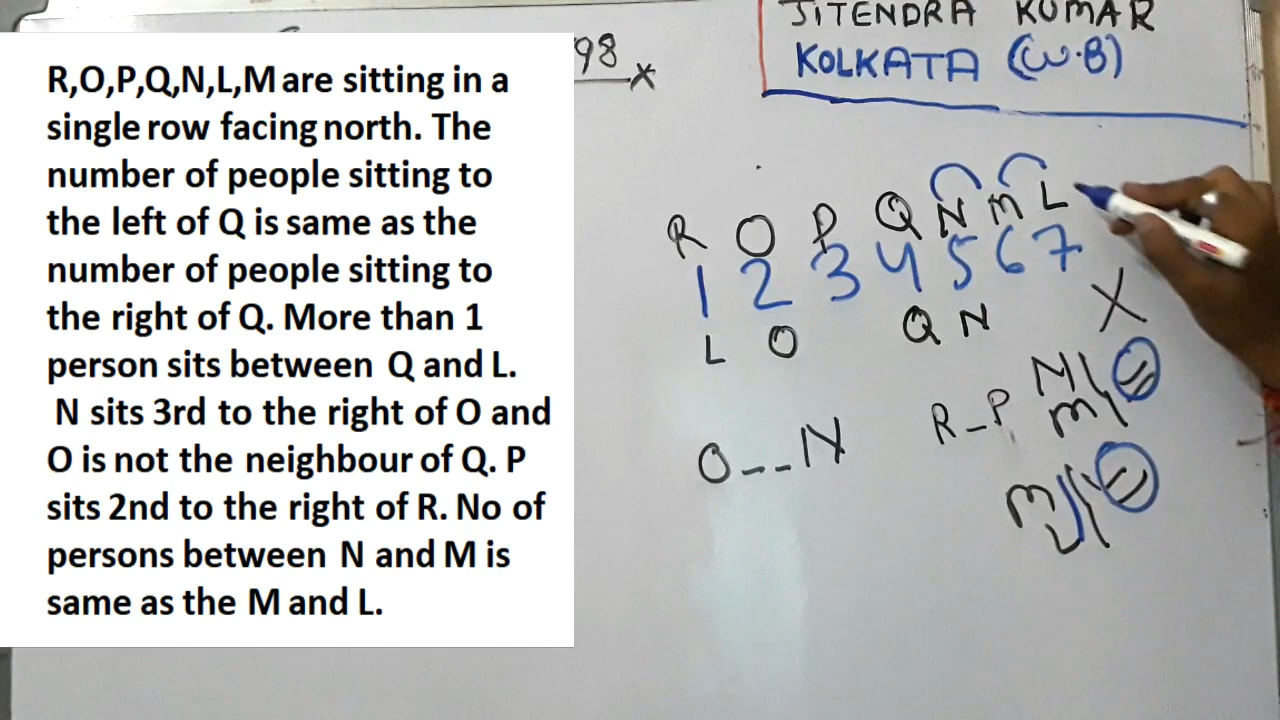 JITENDRA KUMAR
KOLKATA (W.B)
98 x
R,O,P,Q,N,L,M are sitting in a
single row facing north. The
number of people sitting to
the left of Q is same as the
number of people sitting to
the right of Q. More than 1
person sits between Q and L.
N sits 3rd to the right of O and
O is not the neighbour of Q. P
sits 2nd to the right of R. No of
persons between N and M is
same as the M and L.
R O P Q N M L
1 2 3 4 5 6 7
L O Q N X
O _ _ N
R _ P
N
M
M
L